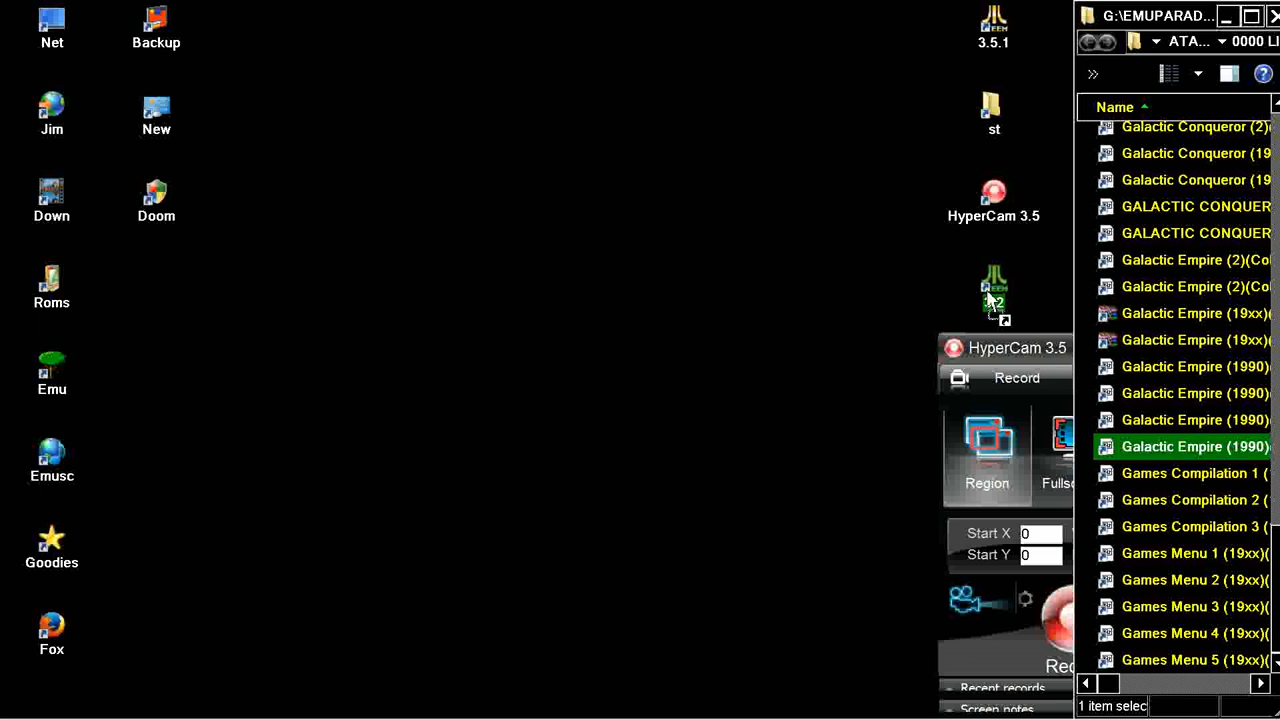 Net
Backup
Jim
New
Down
Doom
Roms
Emu
Emusc
Goodies
Fox
3.5.1
st
HyperCam 3.5
HyperCam 3.5
Record
Region
Start X 0
Start Y 0
Recent records
Screen notes
G:\EMUPARAD...
ATA... 0000 LI
Name
Galactic Conqueror (2)(
Galactic Conqueror (19
Galactic Conqueror (19
GALACTIC CONQUER
GALACTIC CONQUER
Galactic Empire (2)(Co
Galactic Empire (2)(Co
Galactic Empire (19xx)(
Galactic Empire (19xx)(
Galactic Empire (1990)(
Galactic Empire (1990)(
Galactic Empire (1990)(
Galactic Empire (1990)(
Games Compilation 1 (
Games Compilation 2 (
Games Compilation 3 (
Games Menu 1 (19xx)(
Games Menu 2 (19xx)(
Games Menu 3 (19xx)(
Games Menu 4 (19xx)(
Games Menu 5 (19xx)(
1 item selec